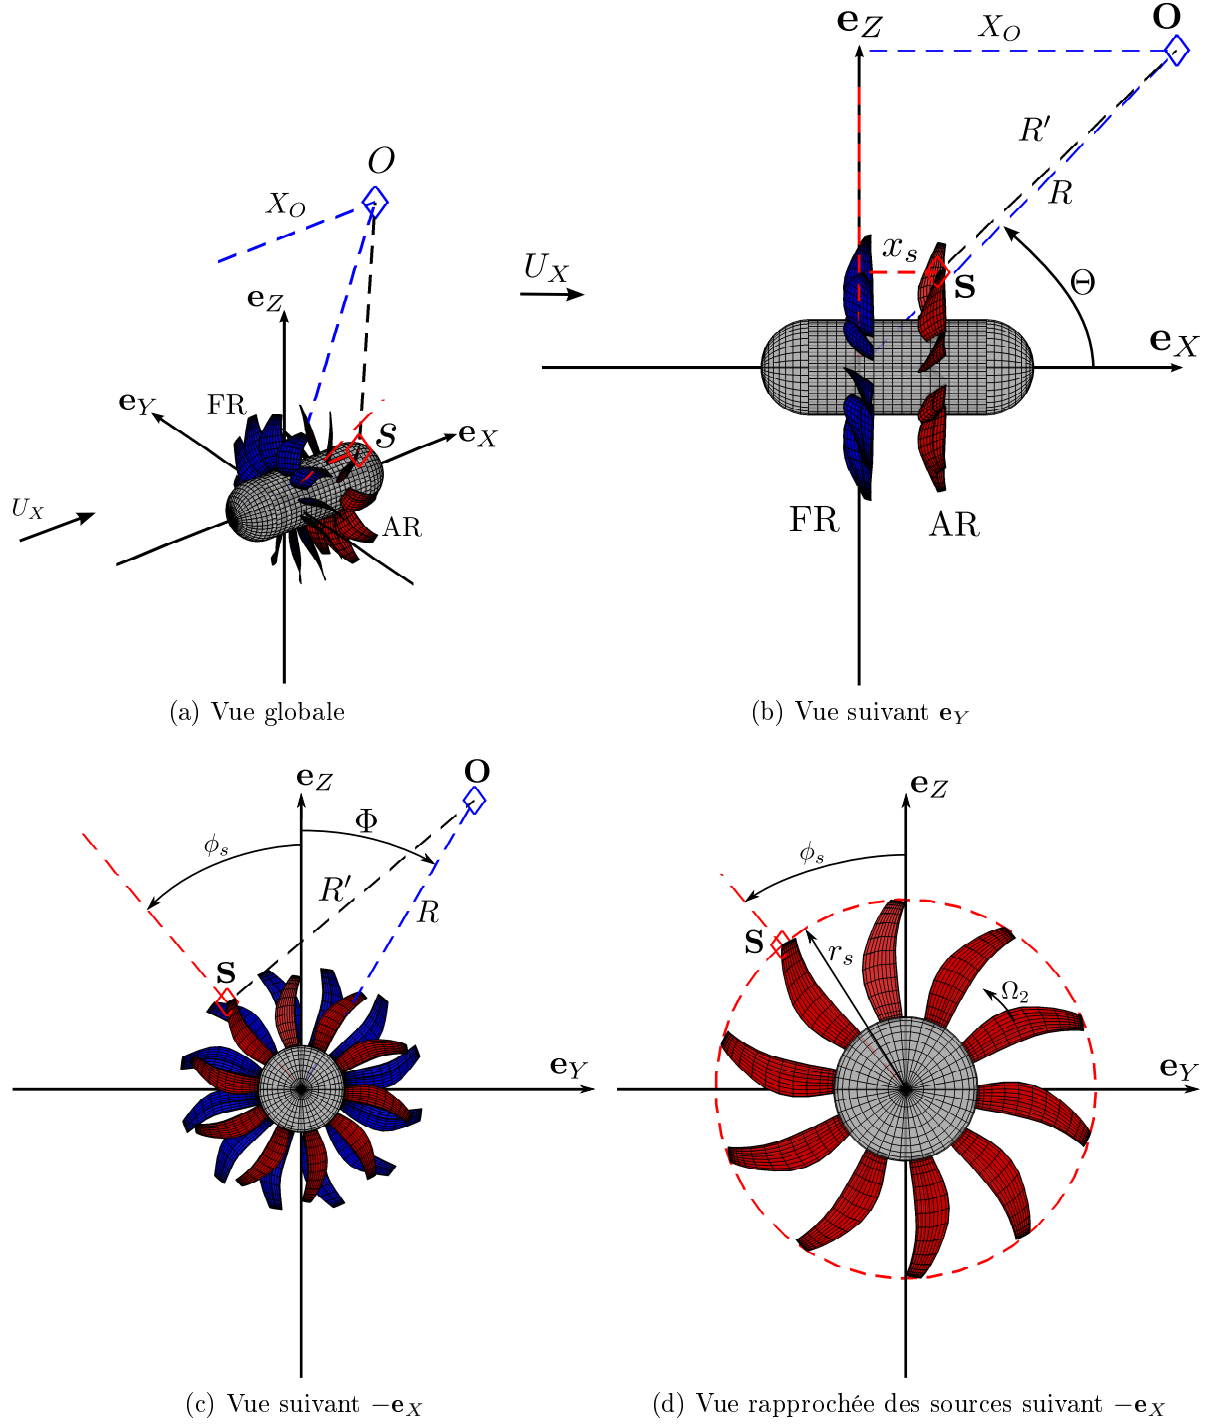 O
X_O
e_Z
e_Y
FR
S
e_X
U_X
AR
(a) Vue globale
e_Z
X_O
O
R′
R
U_X
x_s
S
Θ
e_X
FR
AR
(b) Vue suivant e_Y
e_Z
O
ϕ_s
Φ
R′
R
S
e_Y
(c) Vue suivant −e_X
e_Z
ϕ_s
S
r_s
Ω_2
e_Y
(d) Vue rapprochée des sources suivant −e_X